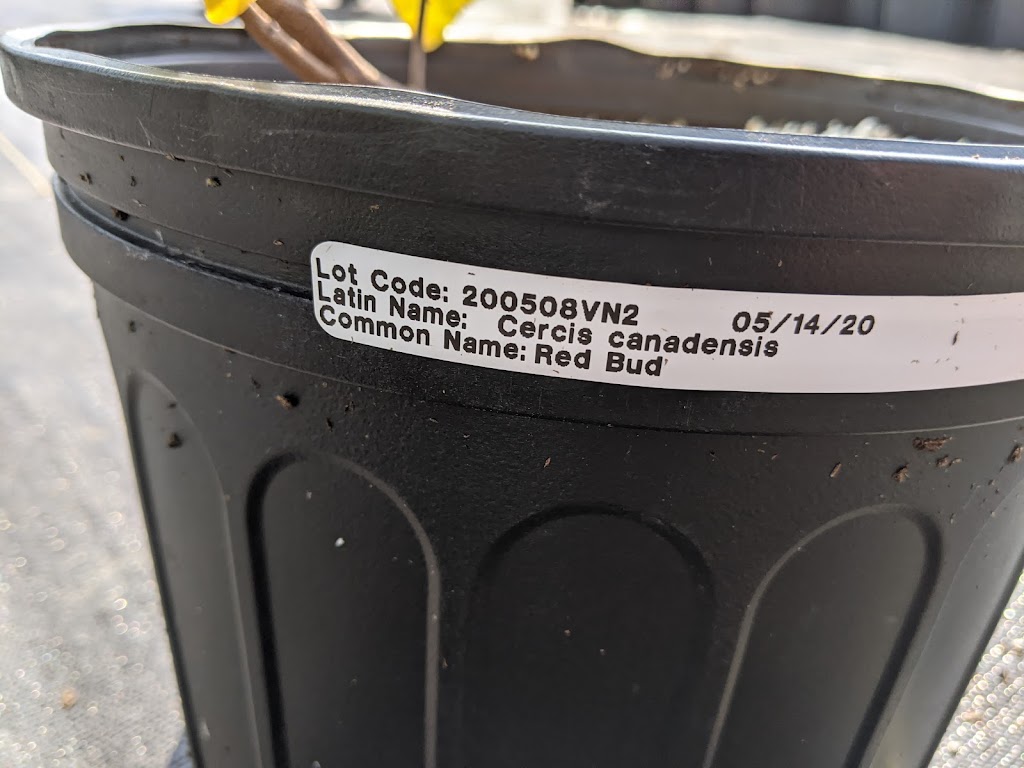 Lot Code: 200508VN2 05/14/20
Latin Name: Cercis canadensis
Common Name: Red Bud